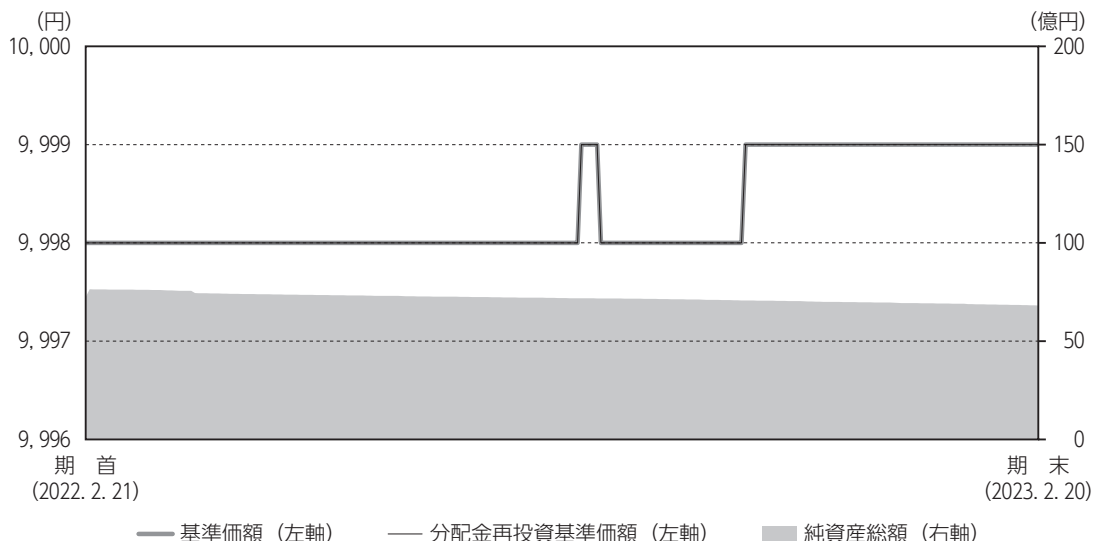 (円) (億円)
10,000 200
9,999 150
9,998 100
9,997 50
9,996 0
期 首 期 末
(2022. 2. 21) (2023. 2. 20)
基準価額(左軸) 分配金再投資基準価額(左軸) 純資産総額(右軸)